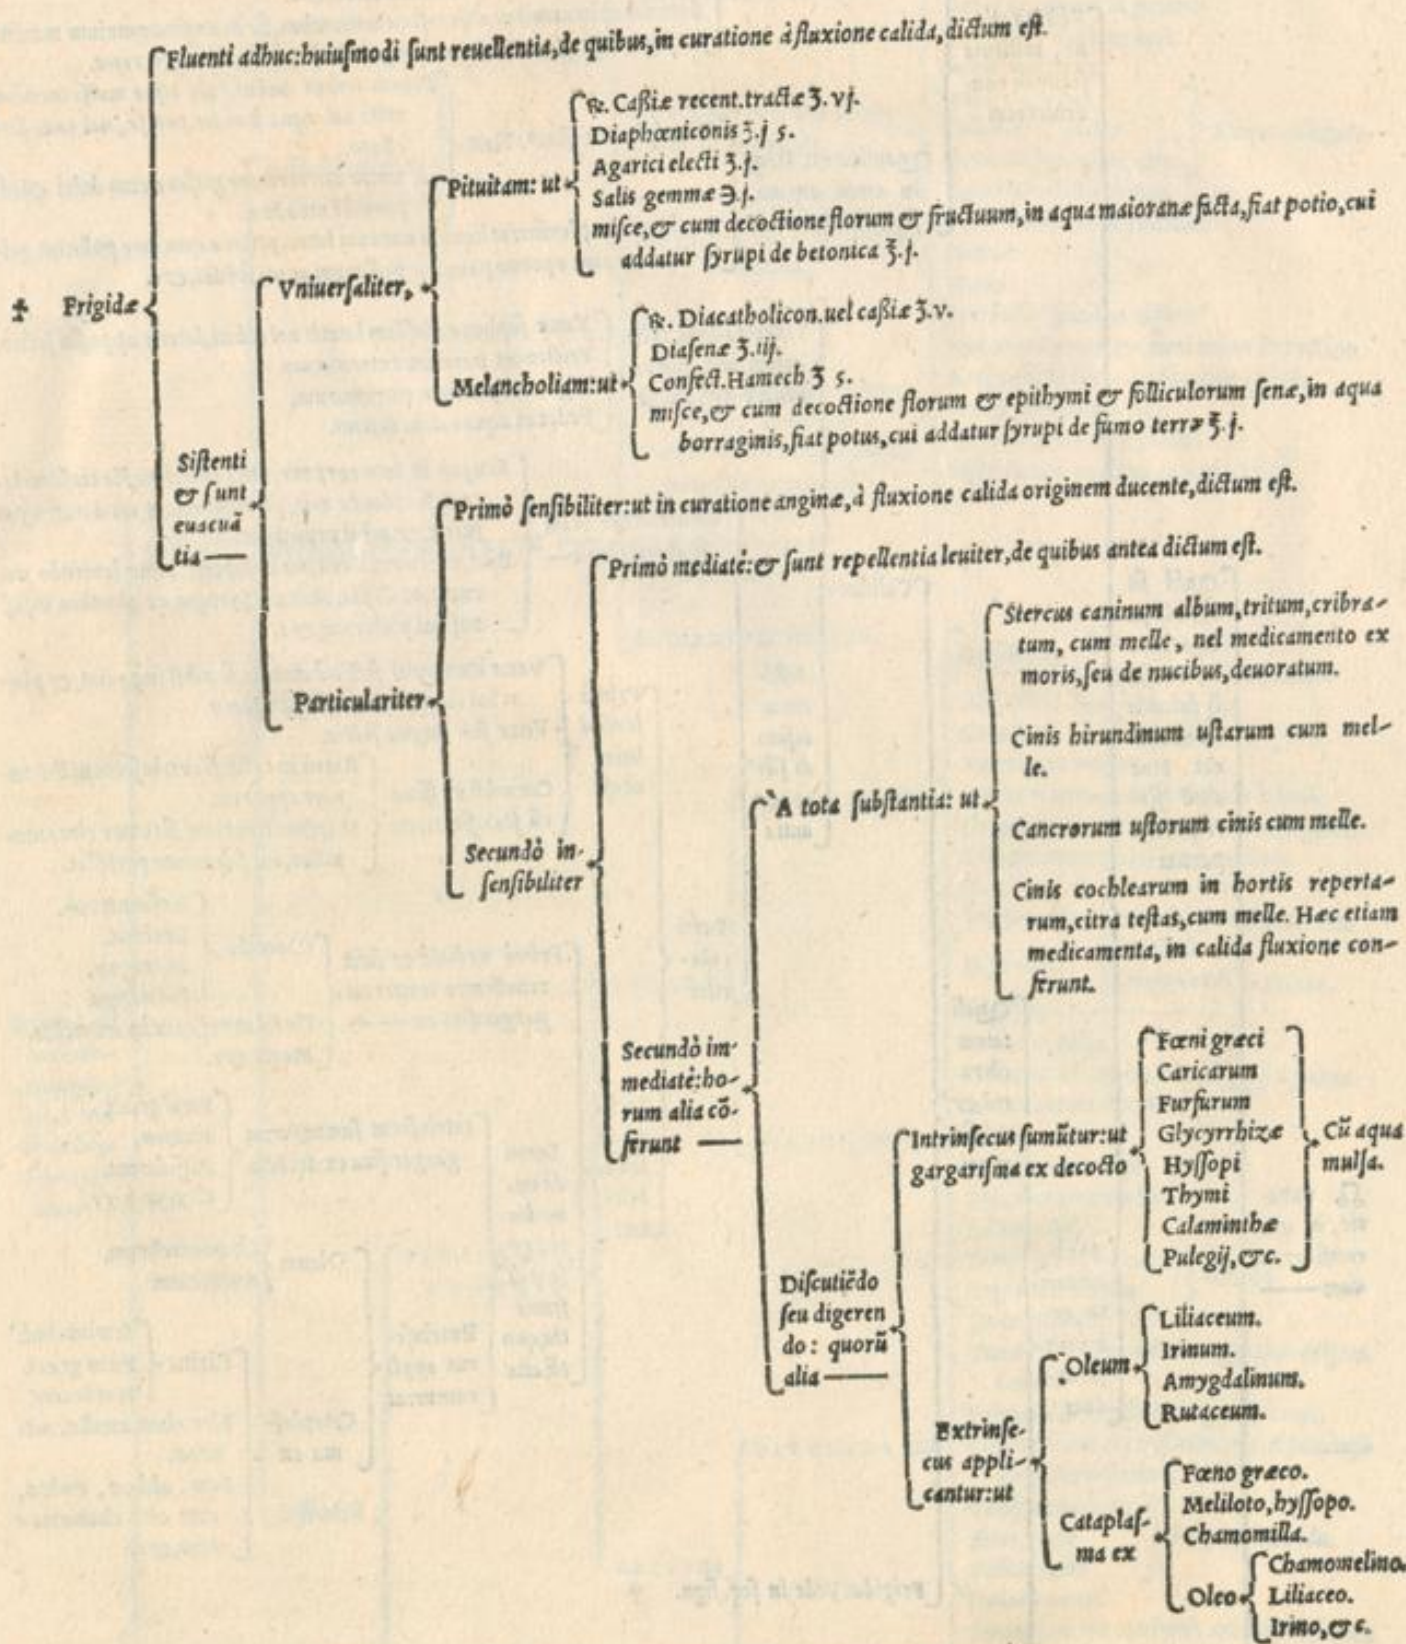 Fluenti adhuc:huiuſmodi ſunt reuellentia,de quibus,in curatione à fluxione calida,dictum eſt.
℞. Caßiæ recent.tractæ ʒ.vj.
Diaphœniconis ʒ.j s.
Agarici electi ʒ.j.
Salis gemmæ ℈.j.
miſce,& cum decoctione florum & fructuum,in aqua maioranæ facta,fiat potio,cui
addatur ſyrupi de betonica ℥.j.
Pituitam: ut
Vniuerſaliter,
✢ Frigidæ
℞. Diacatholicon.uel caßiæ ʒ.v.
Diaſenæ ʒ.iij.
Confect.Hamech ʒ s.
miſce,& cum decoctione florum & epithymi & folliculorum ſenæ,in aqua
borraginis,fiat potus,cui addatur ſyrupi de fumo terræ ℥.j.
Melancholiam:ut
Siſtenti
& ſunt
euacuā
tia
Primò ſenſibiliter:ut in curatione anginæ,à fluxione calida originem ducente,dictum eſt.
Particulariter
Primò mediatè:& ſunt repellentia leuiter,de quibus antea dictum eſt.
Secundò in-
ſenſibiliter
Stercus caninum album,tritum,cribra-
tum, cum melle, uel medicamento ex
moris,ſeu de nucibus,deuoratum.
Cinis hirundinum uſtarum cum mel-
le.
À tota ſubſtantia: ut
Cancrorum uſtorum cinis cum melle.
Cinis cochlearum in hortis reperta-
rum,citra teſtas,cum melle. Hæc etiam
medicamenta, in calida fluxione con-
ferunt.
Secundò im-
mediatè:ho-
rum alia cō-
ferunt
Intrinſecus ſumūtur:ut
gargariſma ex decocto
Fœni græci
Caricarum
Furfurum
Glycyrrhizæ
Hyſſopi
Thymi
Calaminthæ
Pulegij,&c.
Cū aqua
mulſa.
Diſcutiēdo
ſeu digeren
do: quorū
alia
Extrinſe-
cus appli-
cantur:ut
Oleum
Liliaceum.
Irinum.
Amygdalinum.
Rutaceum.
Cataplaſ-
ma ex
Fœno græco.
Meliloto,hyſſopo.
Chamomilla.
Oleo
Chamomelino.
Liliaceo.
Irino,& c.